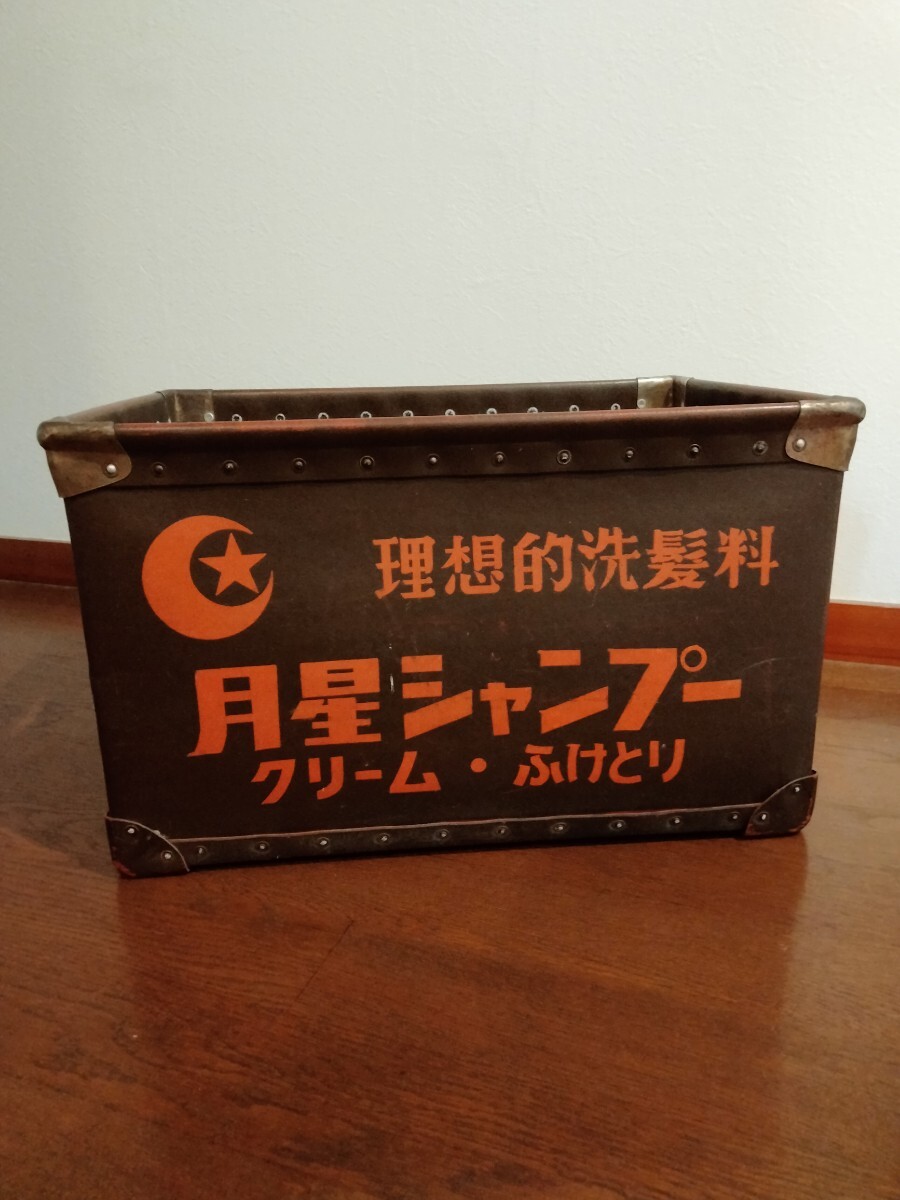 理想的洗髪料
月星シャンプー
クリーム・ふけとり